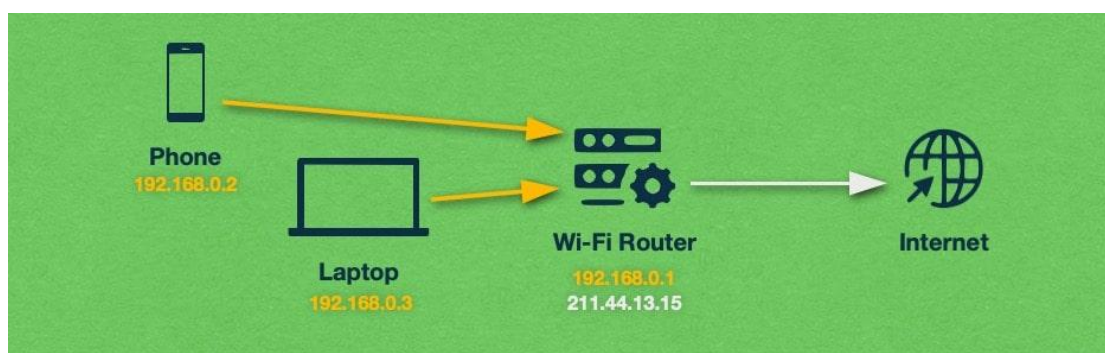 Phone
192.168.0.2
Laptop
192.168.0.3
Wi-Fi Router
192.168.0.1
211.44.13.15
Internet